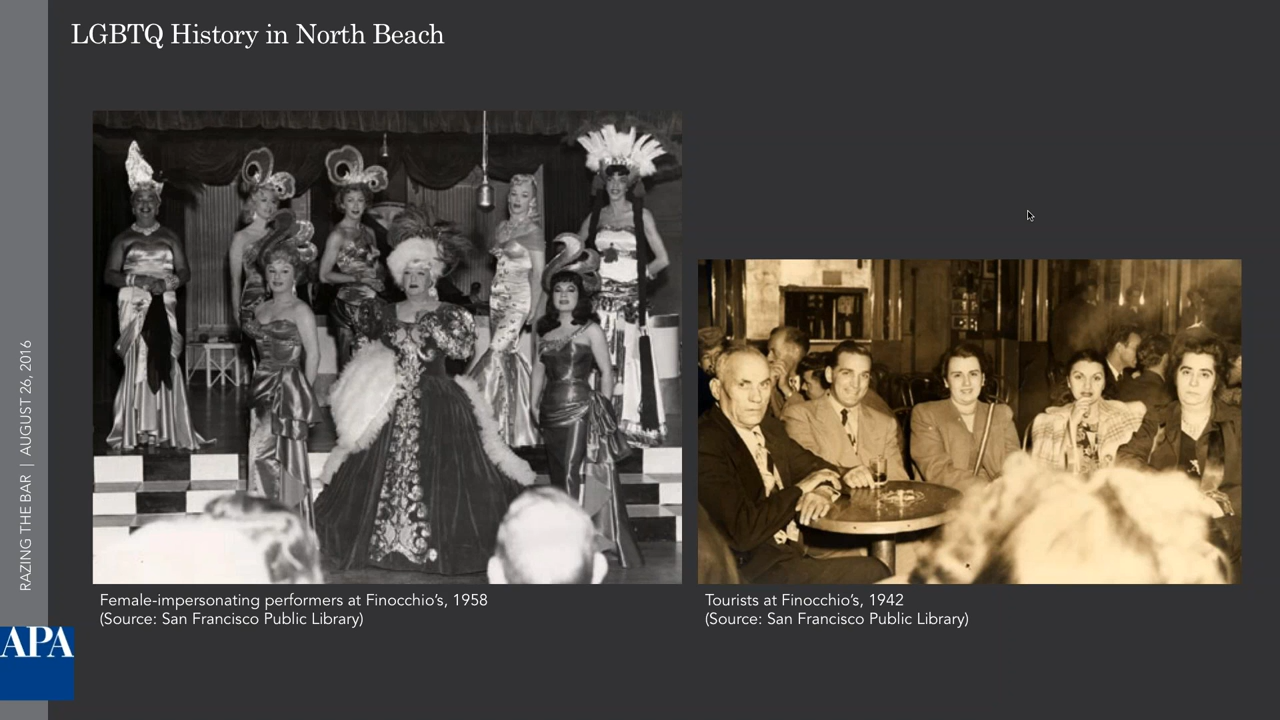 LGBTQ History in North Beach
Female-impersonating performers at Finocchio’s, 1958
(Source: San Francisco Public Library)
Tourists at Finocchio’s, 1942
(Source: San Francisco Public Library)
RAZING THE BAR | AUGUST 26, 2016
APA